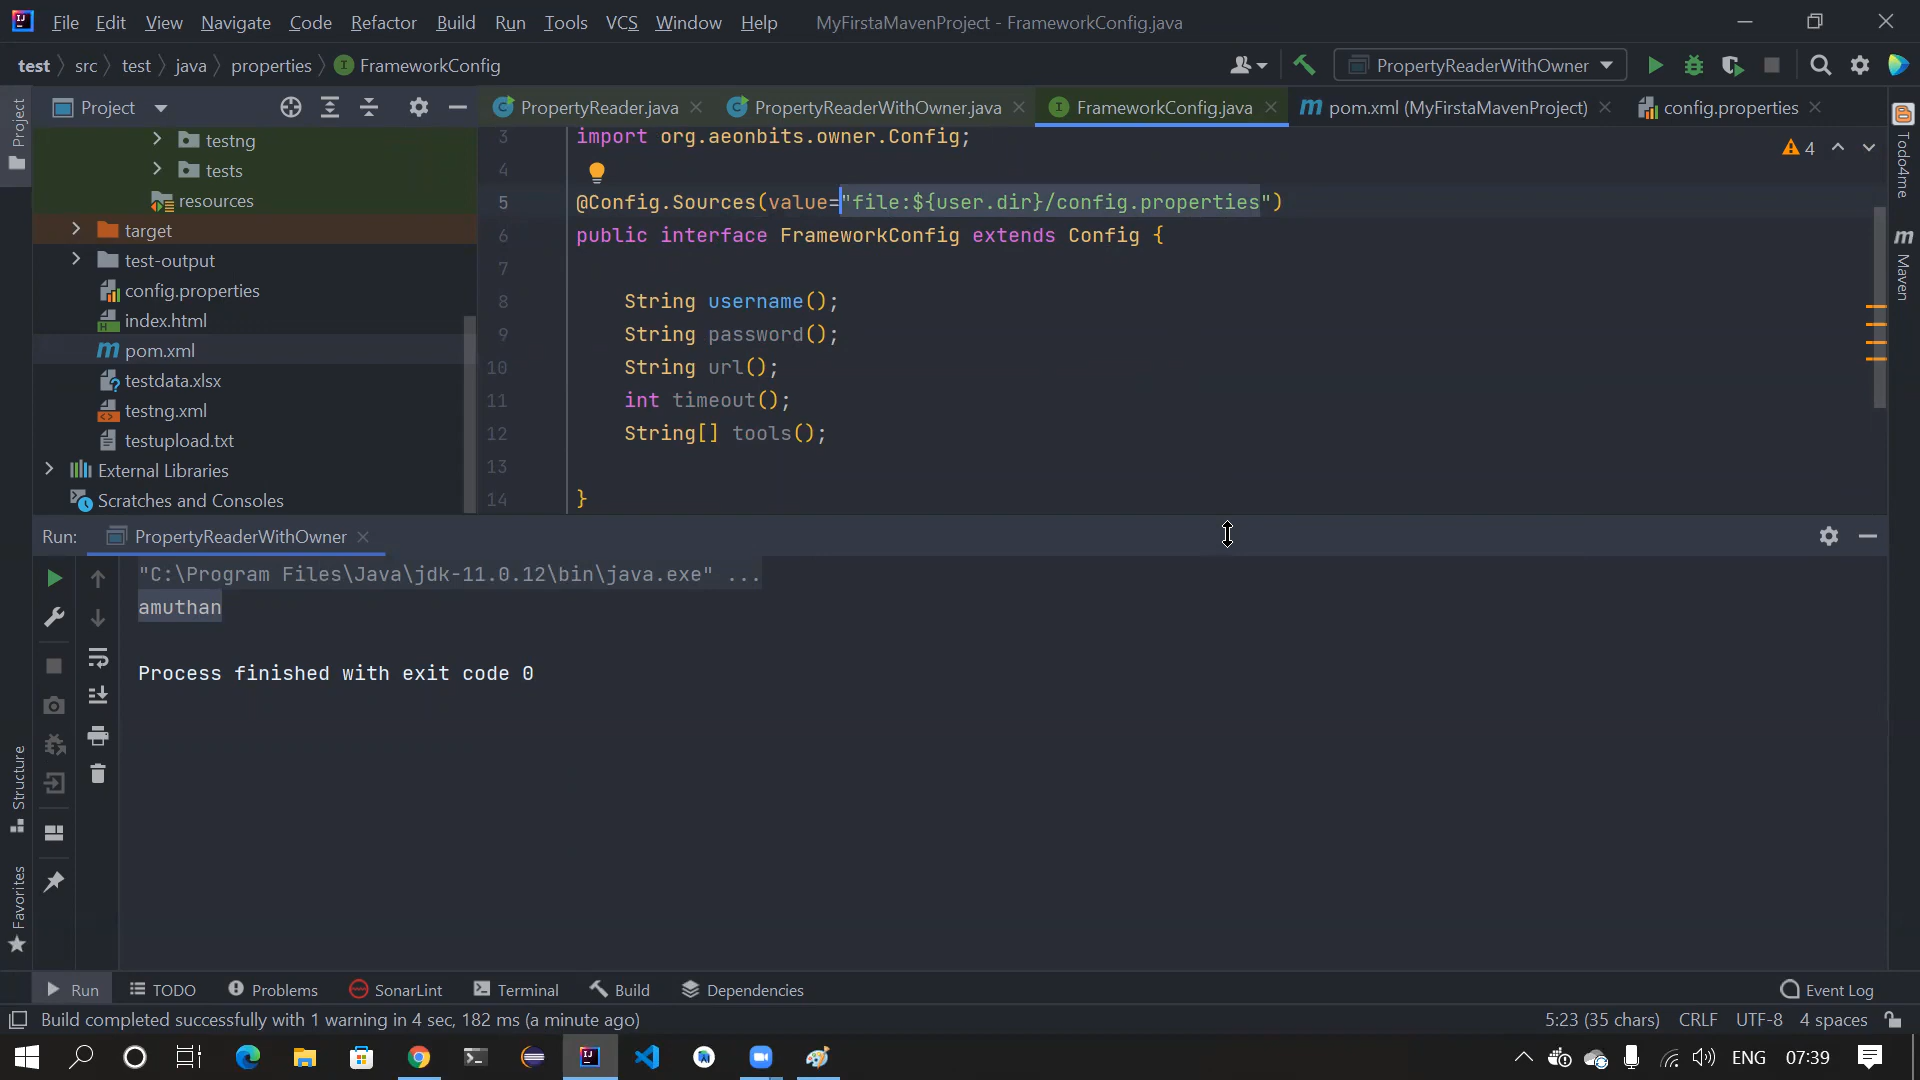 File Edit View Navigate Code Refactor Build Run Tools VCS Window Help MyFirstaMavenProject - FrameworkConfig.java
test src test java properties FrameworkConfig PropertyReaderWithOwner
Project
Project PropertyReader.java PropertyReaderWithOwner.java FrameworkConfig.java pom.xml (MyFirstaMavenProject) config.properties
testng
tests
resources
target
test-output
config.properties
index.html
pom.xml
testdata.xlsx
testng.xml
testupload.txt
External Libraries
Scratches and Consoles
3 import org.aeonbits.owner.Config;
4
5 @Config.Sources(value="file:${user.dir}/config.properties")
6 public interface FrameworkConfig extends Config {
7
8 String username();
9 String password();
10 String url();
11 int timeout();
12 String[] tools();
13
14 }
4
Todo4me
Maven
Run: PropertyReaderWithOwner
"C:\Program Files\Java\jdk-11.0.12\bin\java.exe" ...
amuthan
Process finished with exit code 0
Structure
Favorites
Run TODO Problems SonarLint Terminal Build Dependencies Event Log
Build completed successfully with 1 warning in 4 sec, 182 ms (a minute ago) 5:23 (35 chars) CRLF UTF-8 4 spaces
ENG 07:39